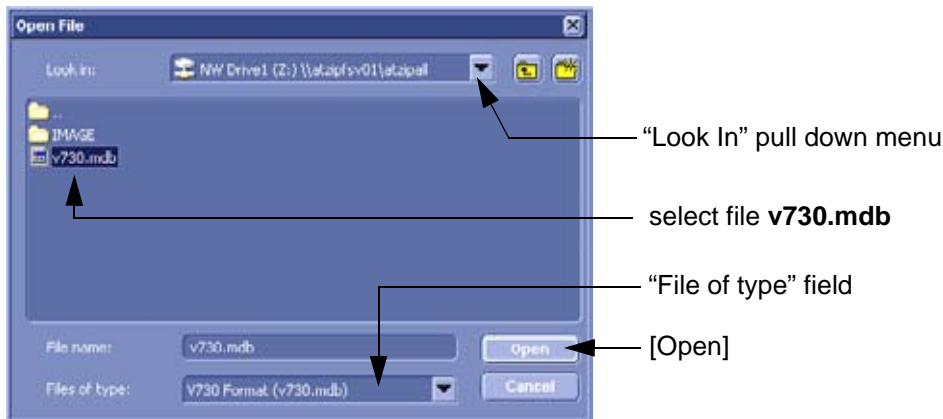 Open File
Look in:
NW Drive1 (Z:) \\atzipfsv01\atzipall
..
IMAGE
v730.mdb
“Look In” pull down menu
select file v730.mdb
“File of type” field
File name:
v730.mdb
Open
[Open]
Files of type:
V730 Format (v730.mdb)
Cancel